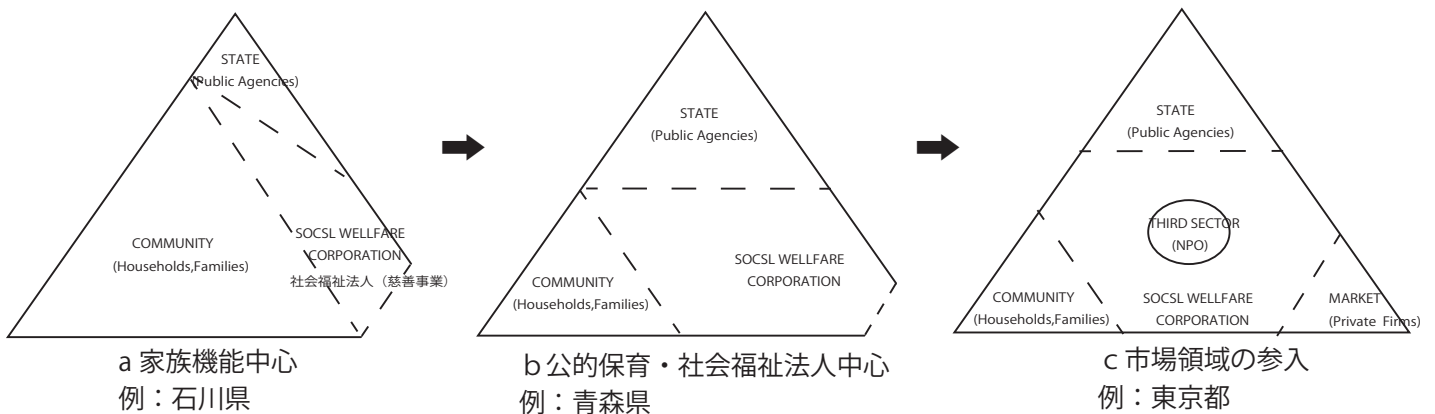 STATE
(Public Agencies)
COMMUNITY
(Households,Families)
SOCSL WELLFARE
CORPORATION
社会福祉法人（慈善事業）
a 家族機能中心
例：石川県
STATE
(Public Agencies)
COMMUNITY
(Households,Families)
SOCSL WELLFARE
CORPORATION
b 公的保育・社会福祉法人中心
例：青森県
STATE
(Public Agencies)
THIRD SECTOR
(NPO)
COMMUNITY
(Households,Families)
SOCSL WELLFARE
CORPORATION
MARKET
(Private Firms)
c 市場領域の参入
例：東京都